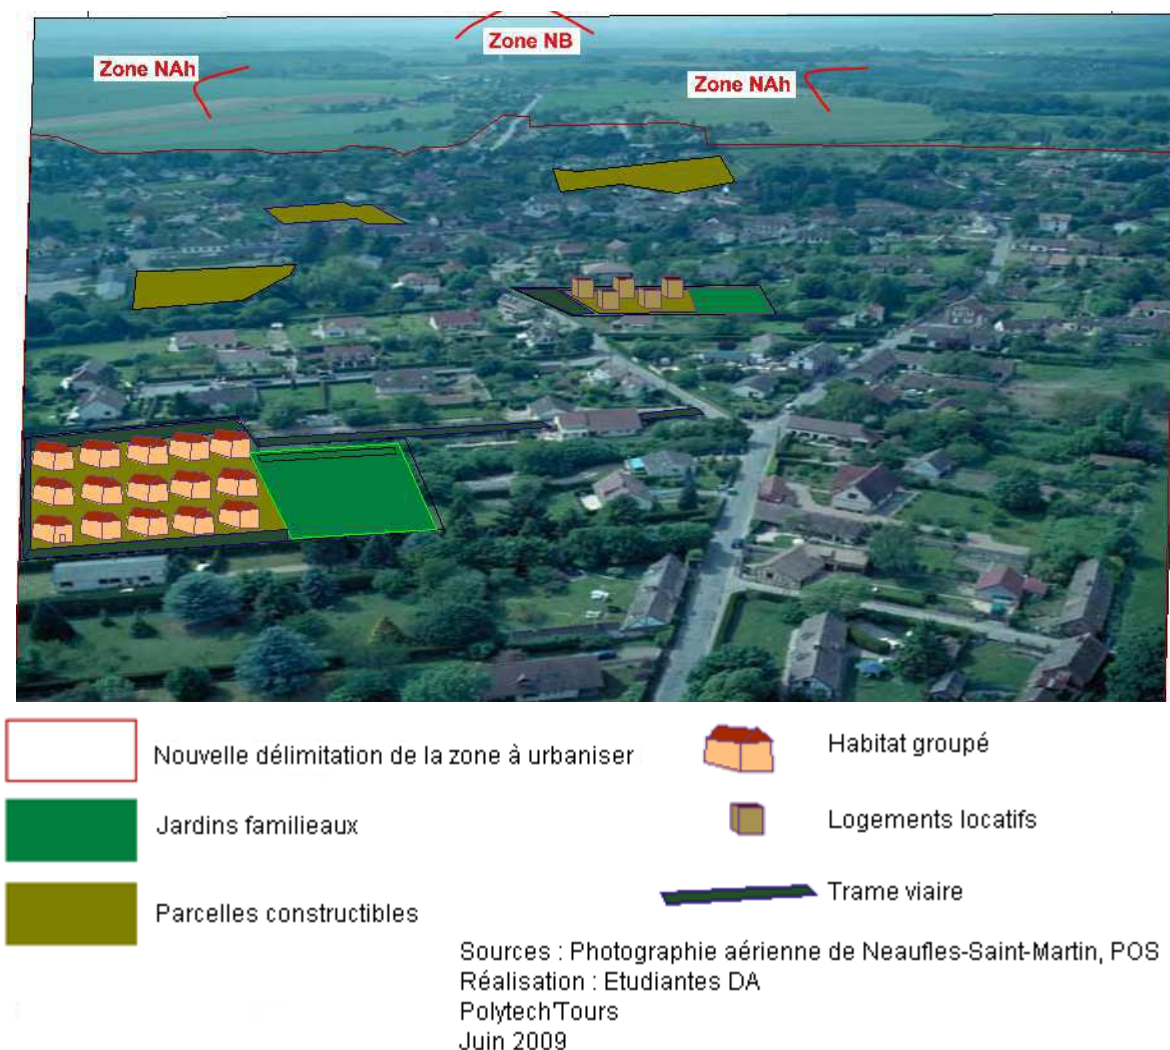 Zone NB
Zone NAh
Zone NAh
Nouvelle délimitation de la zone à urbaniser
Habitat groupé
Jardins familieaux
Logements locatifs
Parcelles constructibles
Trame viaire
Sources : Photographie aérienne de Neaufles-Saint-Martin, POS
Réalisation : Etudiantes DA
Polytech'Tours
Juin 2009